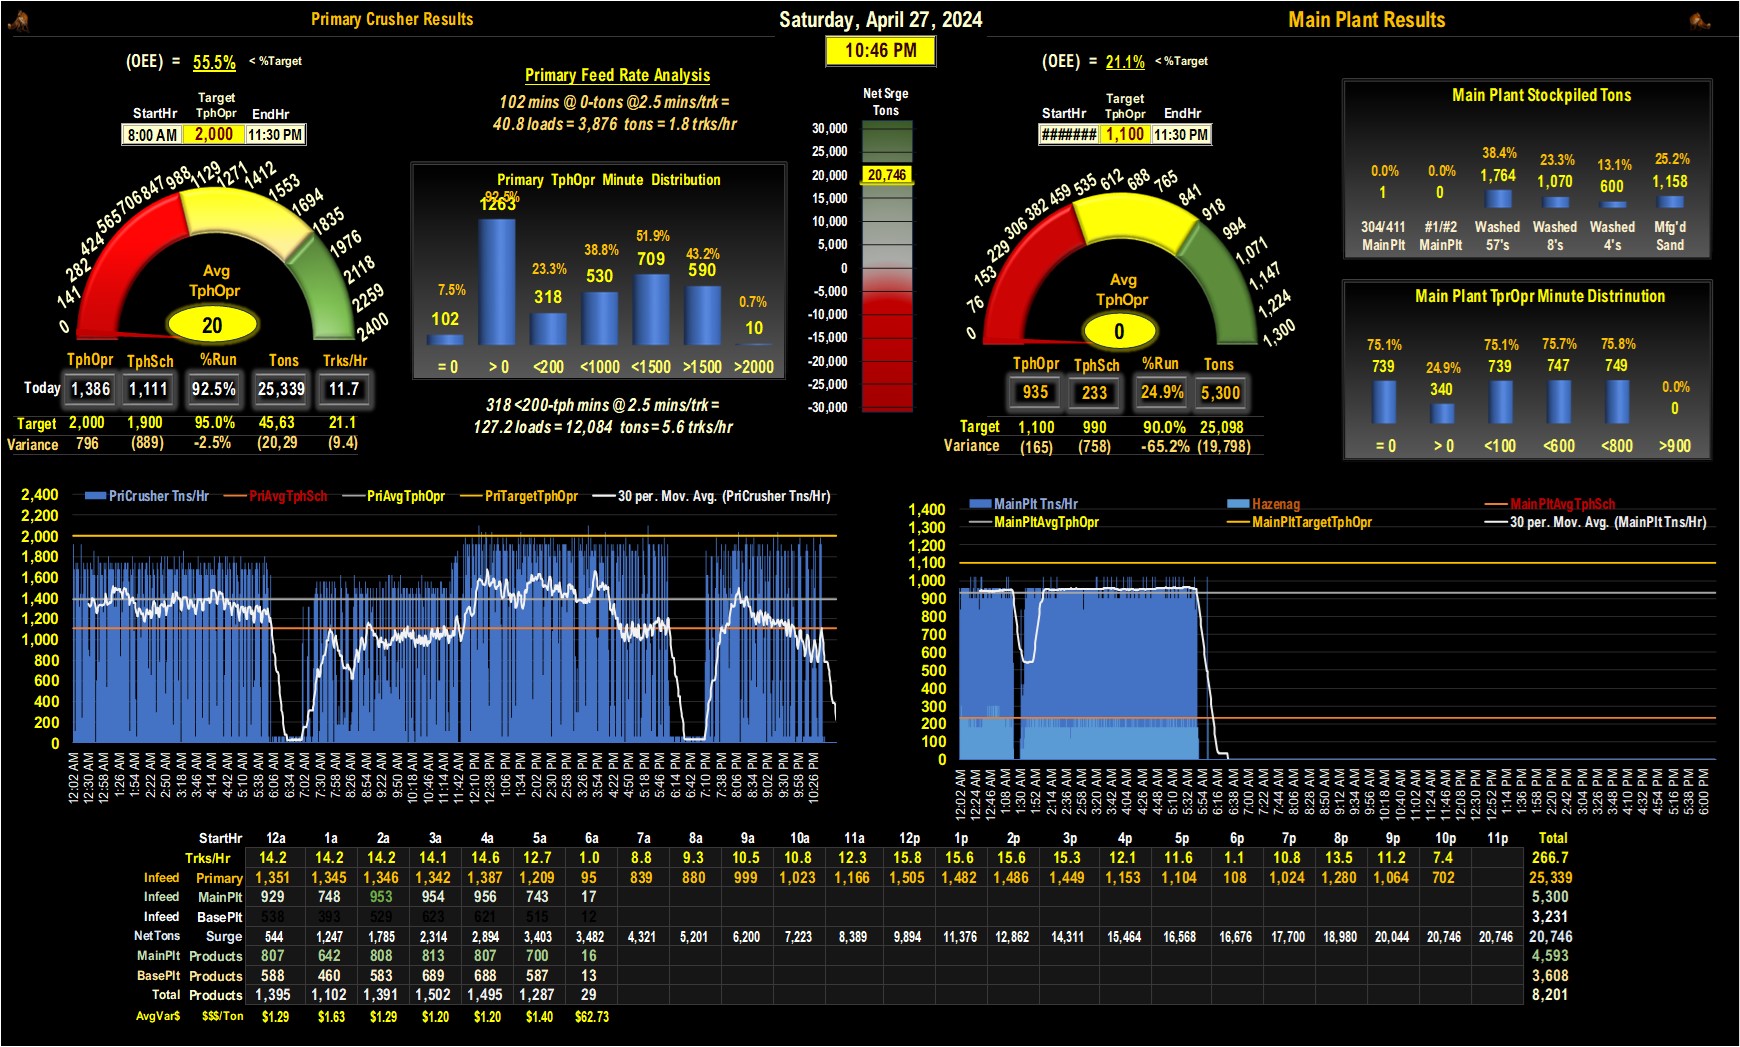 Primary Crusher Results
Saturday, April 27, 2024
Main Plant Results
10:46 PM
(OEE) = 55.5% < %Target
Target
StartHr TphOpr EndHr
8:00 AM 2,000 11:30 PM
0 141 282 424 565 706 847 988 1129 1271 1412 1553 1694 1835 1976 2118 2259 2400
Avg
TphOpr
20
TphOpr TphSch %Run Tons Trks/Hr
Today 1,386 1,111 92.5% 25,339 11.7
Target 2,000 1,900 95.0% 45,63 21.1
Variance 796 (889) -2.5% (20,29 (9.4)
Primary Feed Rate Analysis
102 mins @ 0-tons @2.5 mins/trk =
40.8 loads = 3,876 tons = 1.8 trks/hr
Primary TphOpr Minute Distribution
7.5% 92.5% 23.3% 38.8% 51.9% 43.2% 0.7%
102 1263 318 530 709 590 10
= 0 > 0 <200 <1000 <1500 >1500 >2000
318 <200-tph mins @ 2.5 mins/trk =
127.2 loads = 12,084 tons = 5.6 trks/hr
Net Srge
Tons
30,000
25,000
20,000 20,746
15,000
10,000
5,000
0
-5,000
-10,000
-15,000
-20,000
-25,000
-30,000
(OEE) = 21.1% < %Target
Target
StartHr TphOpr EndHr
####### 1,100 11:30 PM
0 76 153 229 306 382 459 535 612 688 765 841 918 994 1,071 1,147 1,224 1,300
Avg
TphOpr
0
TphOpr TphSch %Run Tons
935 233 24.9% 5,300
Target 1,100 990 90.0% 25,098
Variance (165) (758) -65.2% (19,798)
Main Plant Stockpiled Tons
0.0% 0.0% 38.4% 23.3% 13.1% 25.2%
1 0 1,764 1,070 600 1,158
304/411 #1/#2 Washed Washed Washed Mfg'd
MainPlt MainPlt 57's 8's 4's Sand
Main Plant TprOpr Minute Distrinution
75.1% 24.9% 75.1% 75.7% 75.8% 0.0%
739 340 739 747 749 0
= 0 > 0 <100 <600 <800 >900
PriCrusher Tns/Hr PriAvgTphSch PriAvgTphOpr PriTargetTphOpr 30 per. Mov. Avg. (PriCrusher Tns/Hr)
2,400
2,200
2,000
1,800
1,600
1,400
1,200
1,000
800
600
400
200
0
12:02 AM 12:30 AM 12:58 AM 1:26 AM 1:54 AM 2:22 AM 2:50 AM 3:18 AM 3:46 AM 4:14 AM 4:42 AM 5:10 AM 5:38 AM 6:06 AM 6:34 AM 7:02 AM 7:30 AM 7:58 AM 8:26 AM 8:54 AM 9:22 AM 9:50 AM 10:18 AM 10:46 AM 11:14 AM 11:42 AM 12:10 PM 12:38 PM 1:06 PM 1:34 PM 2:02 PM 2:30 PM 2:58 PM 3:26 PM 3:54 PM 4:22 PM 4:50 PM 5:18 PM 5:46 PM 6:14 PM 6:42 PM 7:10 PM 7:38 PM 8:06 PM 8:34 PM 9:02 PM 9:30 PM 9:58 PM 10:26 PM
MainPlt Tns/Hr Hazenag MainPltAvgTphSch
MainPltAvgTphOpr MainPltTargetTphOpr 30 per. Mov. Avg. (MainPlt Tns/Hr)
1,400
1,300
1,200
1,100
1,000
900
800
700
600
500
400
300
200
100
0
12:02 AM 12:24 AM 12:46 AM 1:08 AM 1:30 AM 1:52 AM 2:14 AM 2:36 AM 2:58 AM 3:20 AM 3:42 AM 4:04 AM 4:26 AM 4:48 AM 5:10 AM 5:32 AM 5:54 AM 6:16 AM 6:38 AM 7:00 AM 7:22 AM 7:44 AM 8:06 AM 8:28 AM 8:50 AM 9:12 AM 9:34 AM 9:56 AM 10:18 AM 10:40 AM 11:02 AM 11:24 AM 11:46 AM 12:08 PM 12:30 PM 12:52 PM 1:14 PM 1:36 PM 1:58 PM 2:20 PM 2:42 PM 3:04 PM 3:26 PM 3:48 PM 4:10 PM 4:32 PM 4:54 PM 5:16 PM 5:38 PM 6:00 PM
StartHr 12a 1a 2a 3a 4a 5a 6a 7a 8a 9a 10a 11a 12p 1p 2p 3p 4p 5p 6p 7p 8p 9p 10p 11p Total
Trks/Hr 14.2 14.2 14.2 14.1 14.6 12.7 1.0 8.8 9.3 10.5 10.8 12.3 15.8 15.6 15.6 15.3 12.1 11.6 1.1 10.8 13.5 11.2 7.4 266.7
Infeed Primary 1,351 1,345 1,346 1,342 1,387 1,209 95 839 880 999 1,023 1,166 1,505 1,482 1,486 1,449 1,153 1,104 108 1,024 1,280 1,064 702 25,339
Infeed MainPlt 929 748 953 954 956 743 17 5,300
Infeed BasePlt 538 393 529 623 621 515 12 3,231
NetTons Surge 544 1,247 1,785 2,314 2,894 3,403 3,482 4,321 5,201 6,200 7,223 8,389 9,894 11,376 12,862 14,311 15,464 16,568 16,676 17,700 18,980 20,044 20,746 20,746 20,746
MainPlt Products 807 642 808 813 807 700 16 4,593
BasePlt Products 588 460 583 689 688 587 13 3,608
Total Products 1,395 1,102 1,391 1,502 1,495 1,287 29 8,201
AvgVar$ $$$/Ton $1.29 $1.63 $1.29 $1.20 $1.20 $1.40 $62.73